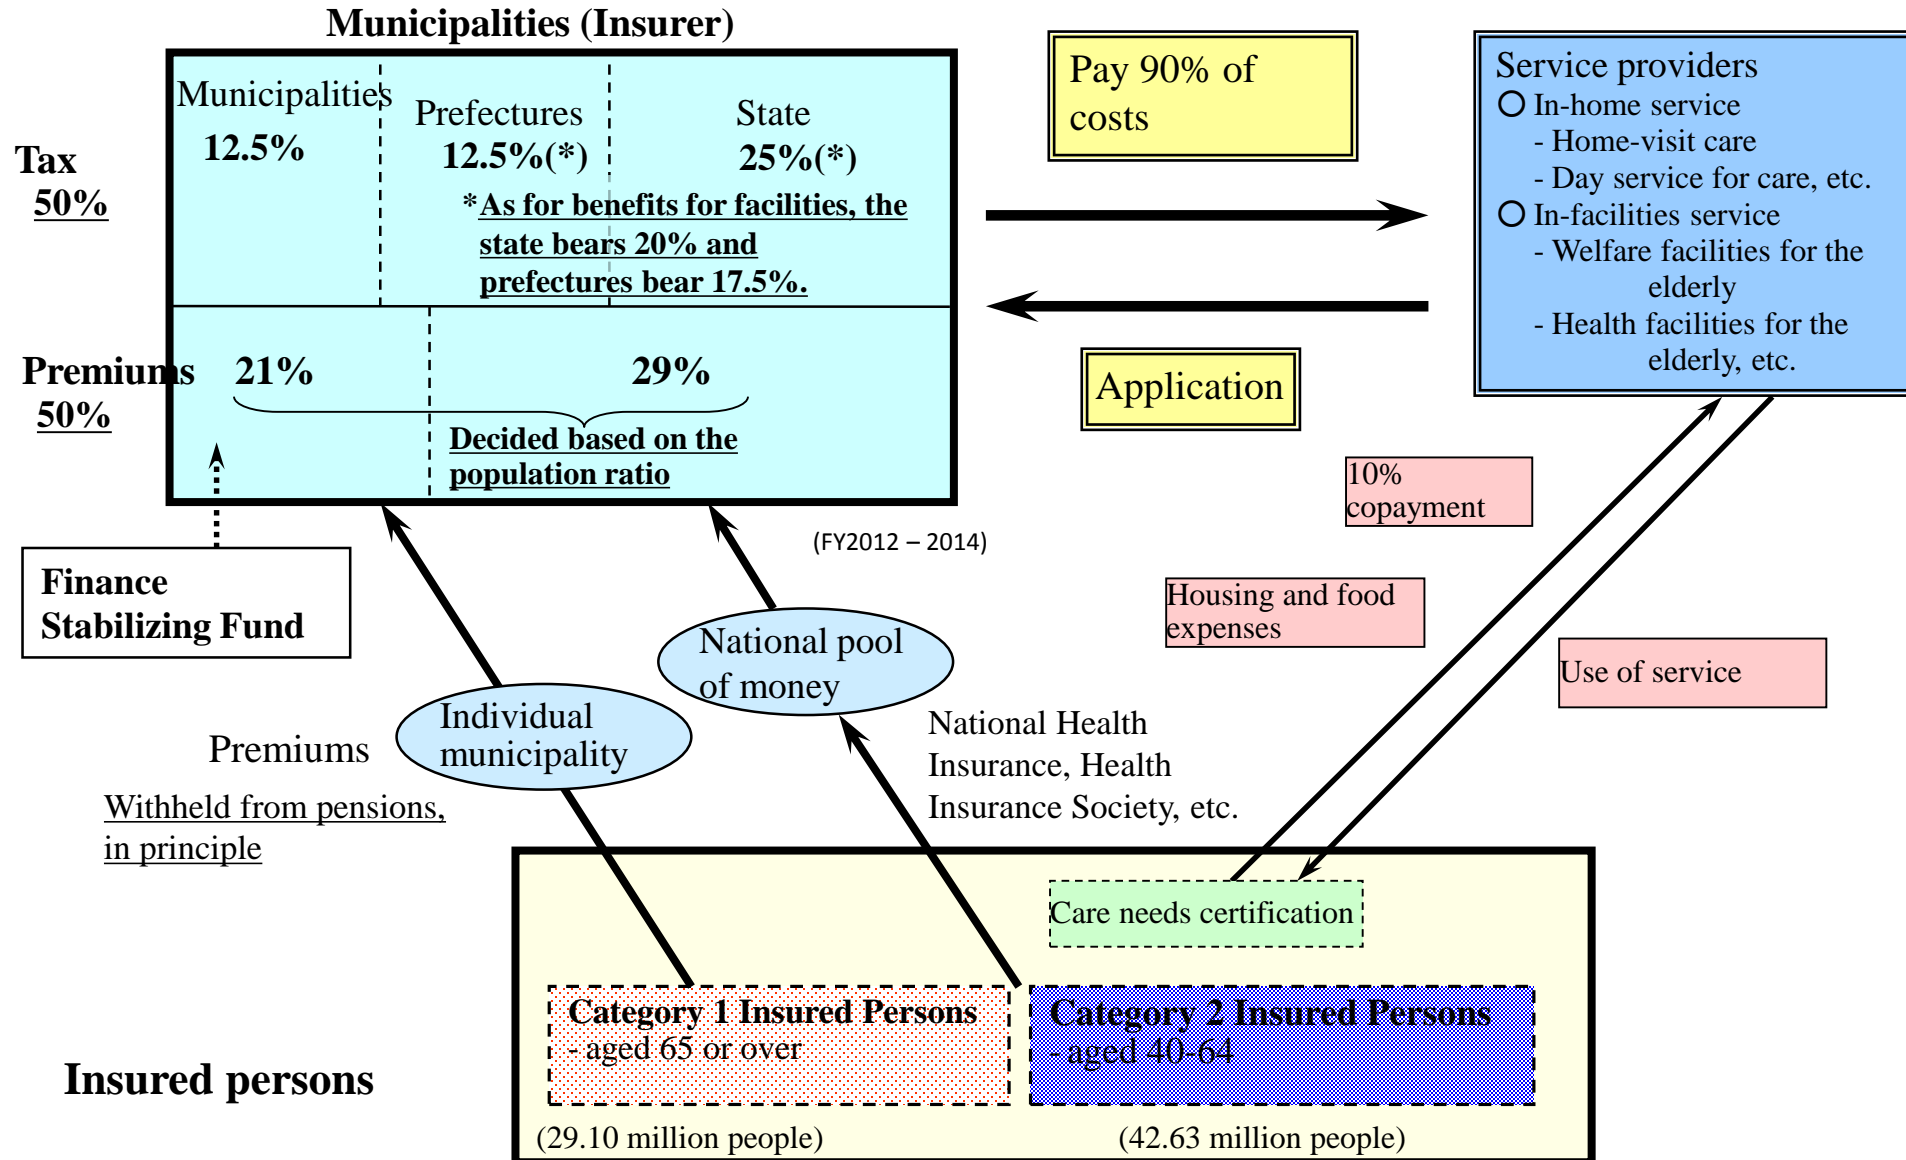 Municipalities (Insurer)
Municipalities
12.5%
Prefectures
12.5%(*)
State
25%(*)
*As for benefits for facilities, the
state bears 20% and
prefectures bear 17.5%.
Tax
50%
Premiums
50%
21%
29%
Decided based on the
population ratio
Pay 90% of
costs
Application
Service providers
○ In-home service
- Home-visit care
- Day service for care, etc.
○ In-facilities service
- Welfare facilities for the
elderly
- Health facilities for the
elderly, etc.
10%
copayment
(FY2012 – 2014)
Finance
Stabilizing Fund
Housing and food
expenses
Use of service
National pool
of money
Individual
municipality
Premiums
Withheld from pensions,
in principle
National Health
Insurance, Health
Insurance Society, etc.
Care needs certification
Category 1 Insured Persons
- aged 65 or over
Category 2 Insured Persons
- aged 40-64
Insured persons
(29.10 million people)
(42.63 million people)